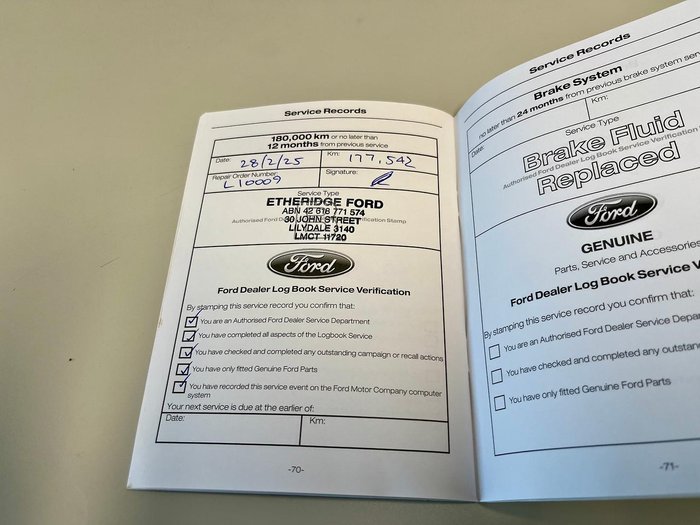 Service Records
180,000 km or no later than
12 months from previous service
Date: 28/2/25
Km: 177,542
Repair Order Number: L10009
Signature:
Service Type
ETHERIDGE FORD
ABN 42 618 771 574
Authorised Ford Verification Stamp
30 JOHN STREET
LILYDALE 3140
LMCT 11720
Ford
Ford Dealer Log Book Service Verification
By stamping this service record you confirm that:
You are an Authorised Ford Dealer Service Department
You have completed all aspects of the Logbook Service
You have checked and completed any outstanding campaign or recall actions
You have only fitted Genuine Ford Parts
You have recorded this service event on the Ford Motor Company computer
system
Your next service is due at the earlier of:
Date:
Km:
-70-
Service Records
Brake System
no later than 24 months from previous brake system ser
Date:
Km:
Service Type
Brake Fluid
Authorised Ford Dealer Log Book Service Verification
Replaced
Ford
GENUINE
Parts, Service and Accessories
Ford Dealer Log Book Service V
By stamping this service record you confirm that:
You are an Authorised Ford Dealer Service Depar
You have checked and completed any outstan
You have only fitted Genuine Ford Parts
-71-